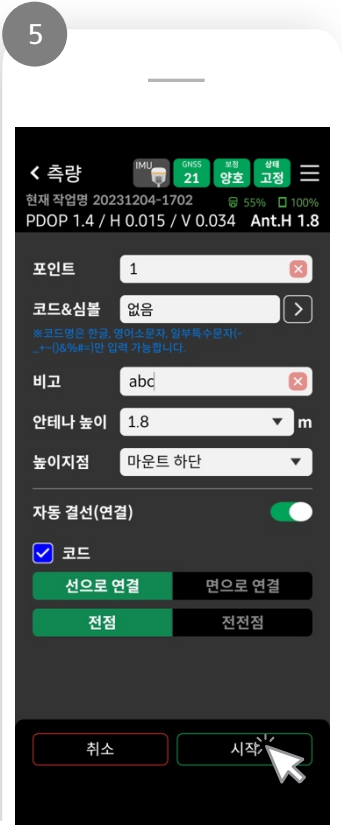 5
측량
IMU
GNSS 21
보정 양호
상태 고정
현재 작업명 20231204-1702 55% 100%
PDOP 1.4 / H 0.015 / V 0.034 Ant.H 1.8
포인트 1
코드&심볼 없음
※코드명은 한글, 영어소문자, 일부특수문자(-
_+~()&%#=)만 입력 가능합니다.
비고 abc
안테나 높이 1.8 m
높이지점 마운트 하단
자동 결선(연결)
코드
선으로 연결 면으로 연결
전점 전전점
취소 시작